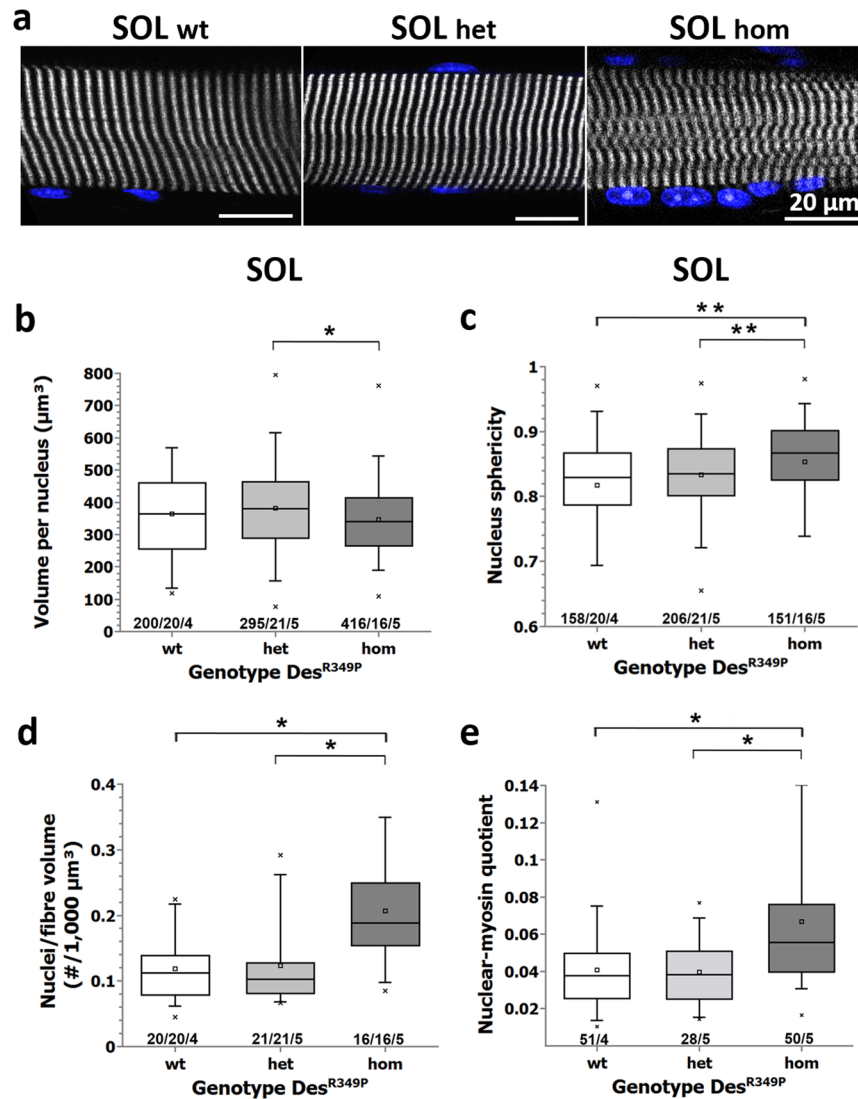 a
SOL wt
SOL het
SOL hom
20 µm
SOL
SOL
b
*
Volume per nucleus (µm³)
800
700
600
500
400
300
200
100
0
200/20/4
295/21/5
416/16/5
wt
het
hom
Genotype Des^R349P
c
**
**
Nucleus sphericity
1
0.9
0.8
0.7
0.6
158/20/4
206/21/5
151/16/5
wt
het
hom
Genotype Des^R349P
d
*
*
Nuclei/fibre volume
(#/1,000 µm³)
0.4
0.3
0.2
0.1
0
20/20/4
21/21/5
16/16/5
wt
het
hom
Genotype Des^R349P
e
*
*
Nuclear-myosin quotient
0.14
0.12
0.1
0.08
0.06
0.04
0.02
51/4
28/5
50/5
wt
het
hom
Genotype Des^R349P